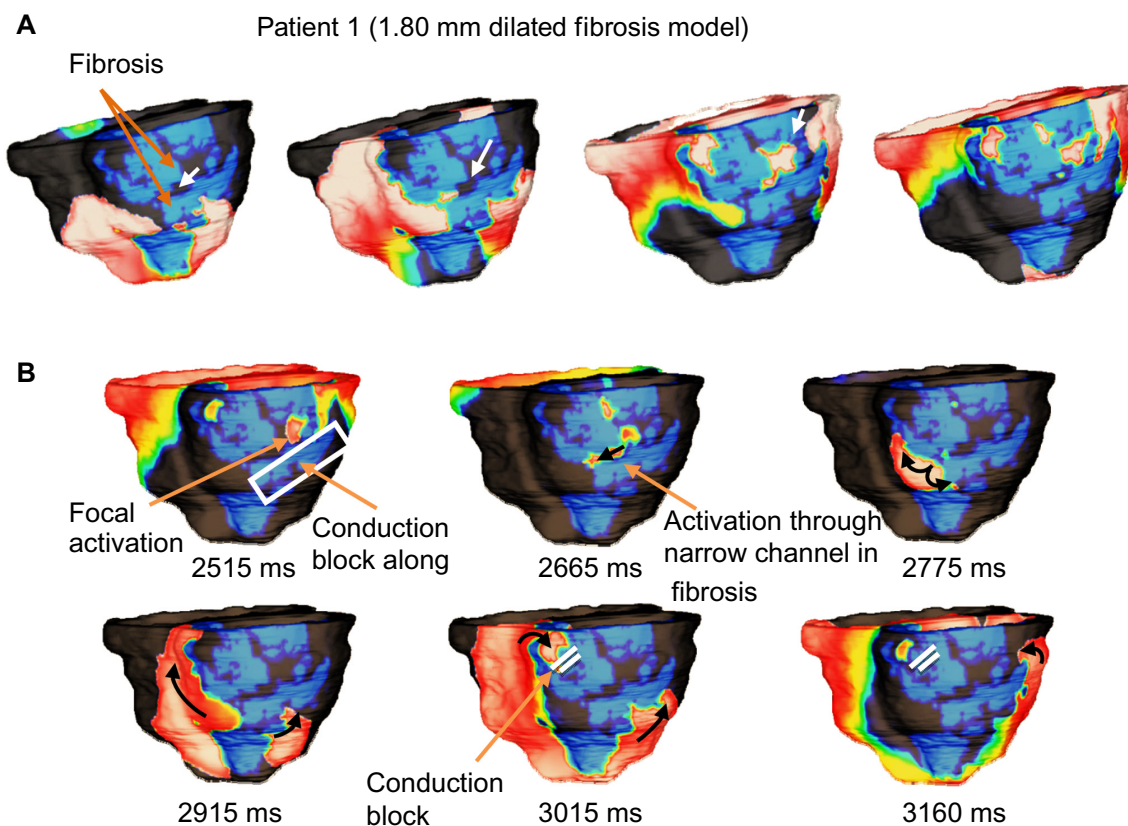 A
Patient 1 (1.80 mm dilated fibrosis model)
Fibrosis
B
Focal
activation
Conduction
block along
Activation through
narrow channel in
fibrosis
2515 ms
2665 ms
2775 ms
Conduction
block
2915 ms
3015 ms
3160 ms